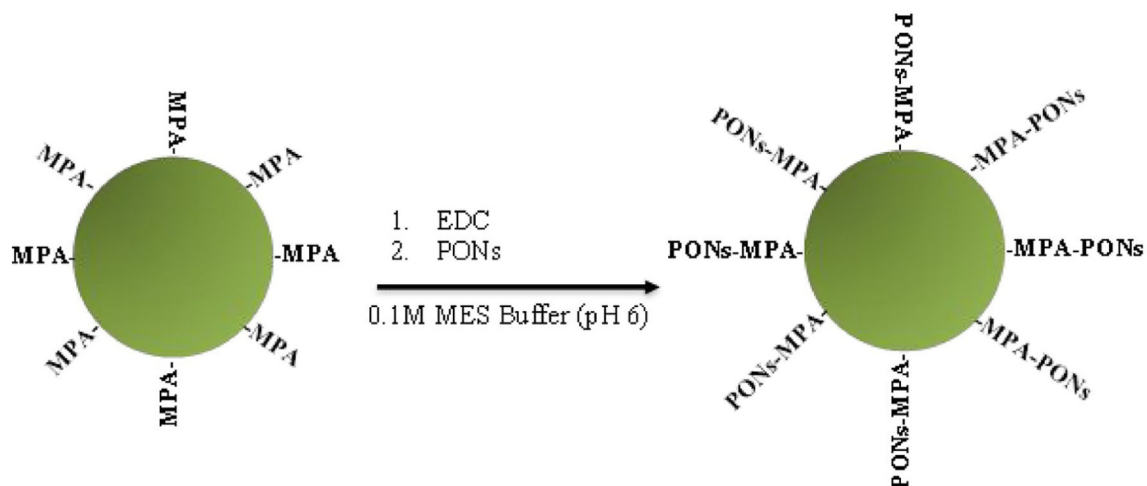 MPA-
MPA-
-MPA
MPA-
-MPA
MPA-
-MPA
MPA-
1. EDC
2. PONs
0.1M MES Buffer (pH 6)
PONs-MPA-
PONs-MPA-
-MPA-PONs
PONs-MPA-
-MPA-PONs
PONs-MPA-
-MPA-PONs
PONs-MPA-